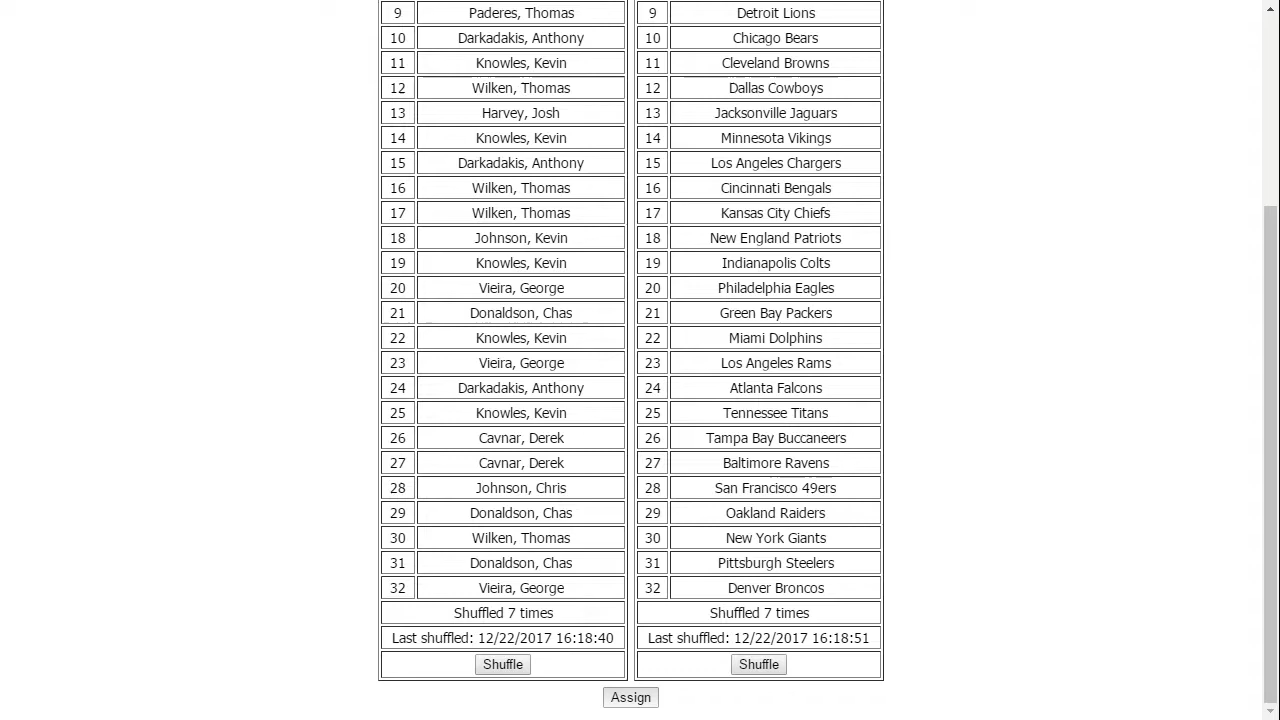 9 Paderes, Thomas 9 Detroit Lions
10 Darkadakis, Anthony 10 Chicago Bears
11 Knowles, Kevin 11 Cleveland Browns
12 Wilken, Thomas 12 Dallas Cowboys
13 Harvey, Josh 13 Jacksonville Jaguars
14 Knowles, Kevin 14 Minnesota Vikings
15 Darkadakis, Anthony 15 Los Angeles Chargers
16 Wilken, Thomas 16 Cincinnati Bengals
17 Wilken, Thomas 17 Kansas City Chiefs
18 Johnson, Kevin 18 New England Patriots
19 Knowles, Kevin 19 Indianapolis Colts
20 Vieira, George 20 Philadelphia Eagles
21 Donaldson, Chas 21 Green Bay Packers
22 Knowles, Kevin 22 Miami Dolphins
23 Vieira, George 23 Los Angeles Rams
24 Darkadakis, Anthony 24 Atlanta Falcons
25 Knowles, Kevin 25 Tennessee Titans
26 Cavnar, Derek 26 Tampa Bay Buccaneers
27 Cavnar, Derek 27 Baltimore Ravens
28 Johnson, Chris 28 San Francisco 49ers
29 Donaldson, Chas 29 Oakland Raiders
30 Wilken, Thomas 30 New York Giants
31 Donaldson, Chas 31 Pittsburgh Steelers
32 Vieira, George 32 Denver Broncos
Shuffled 7 times Shuffled 7 times
Last shuffled: 12/22/2017 16:18:40 Last shuffled: 12/22/2017 16:18:51
Shuffle Shuffle
Assign